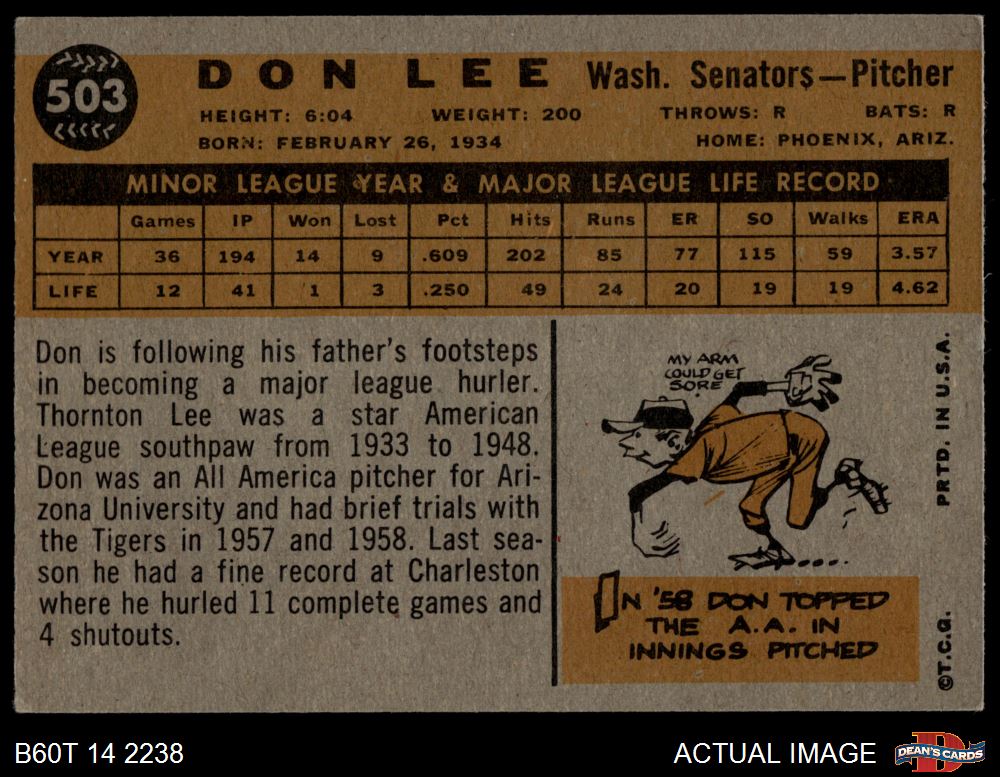 503
DON LEE Wash. Senators—Pitcher
HEIGHT: 6:04 WEIGHT: 200 THROWS: R BATS: R
BORN: FEBRUARY 26, 1934 HOME: PHOENIX, ARIZ.
MINOR LEAGUE YEAR & MAJOR LEAGUE LIFE RECORD
Games IP Won Lost Pct Hits Runs ER SO Walks ERA
YEAR 36 194 14 9 .609 202 85 77 115 59 3.57
LIFE 12 41 1 3 .250 49 24 20 19 19 4.62
Don is following his father's footsteps
in becoming a major league hurler.
Thornton Lee was a star American
League southpaw from 1933 to 1948.
Don was an All America pitcher for Ari-
zona University and had brief trials with
the Tigers in 1957 and 1958. Last sea-
son he had a fine record at Charleston
where he hurled 11 complete games and
4 shutouts.
MY ARM
COULD GET
SORE
IN '58 DON TOPPED
THE A.A. IN
INNINGS PITCHED
PRTD. IN U.S.A.
©T.C.G.
B60T 14 2238
ACTUAL IMAGE
DEAN'S CARDS